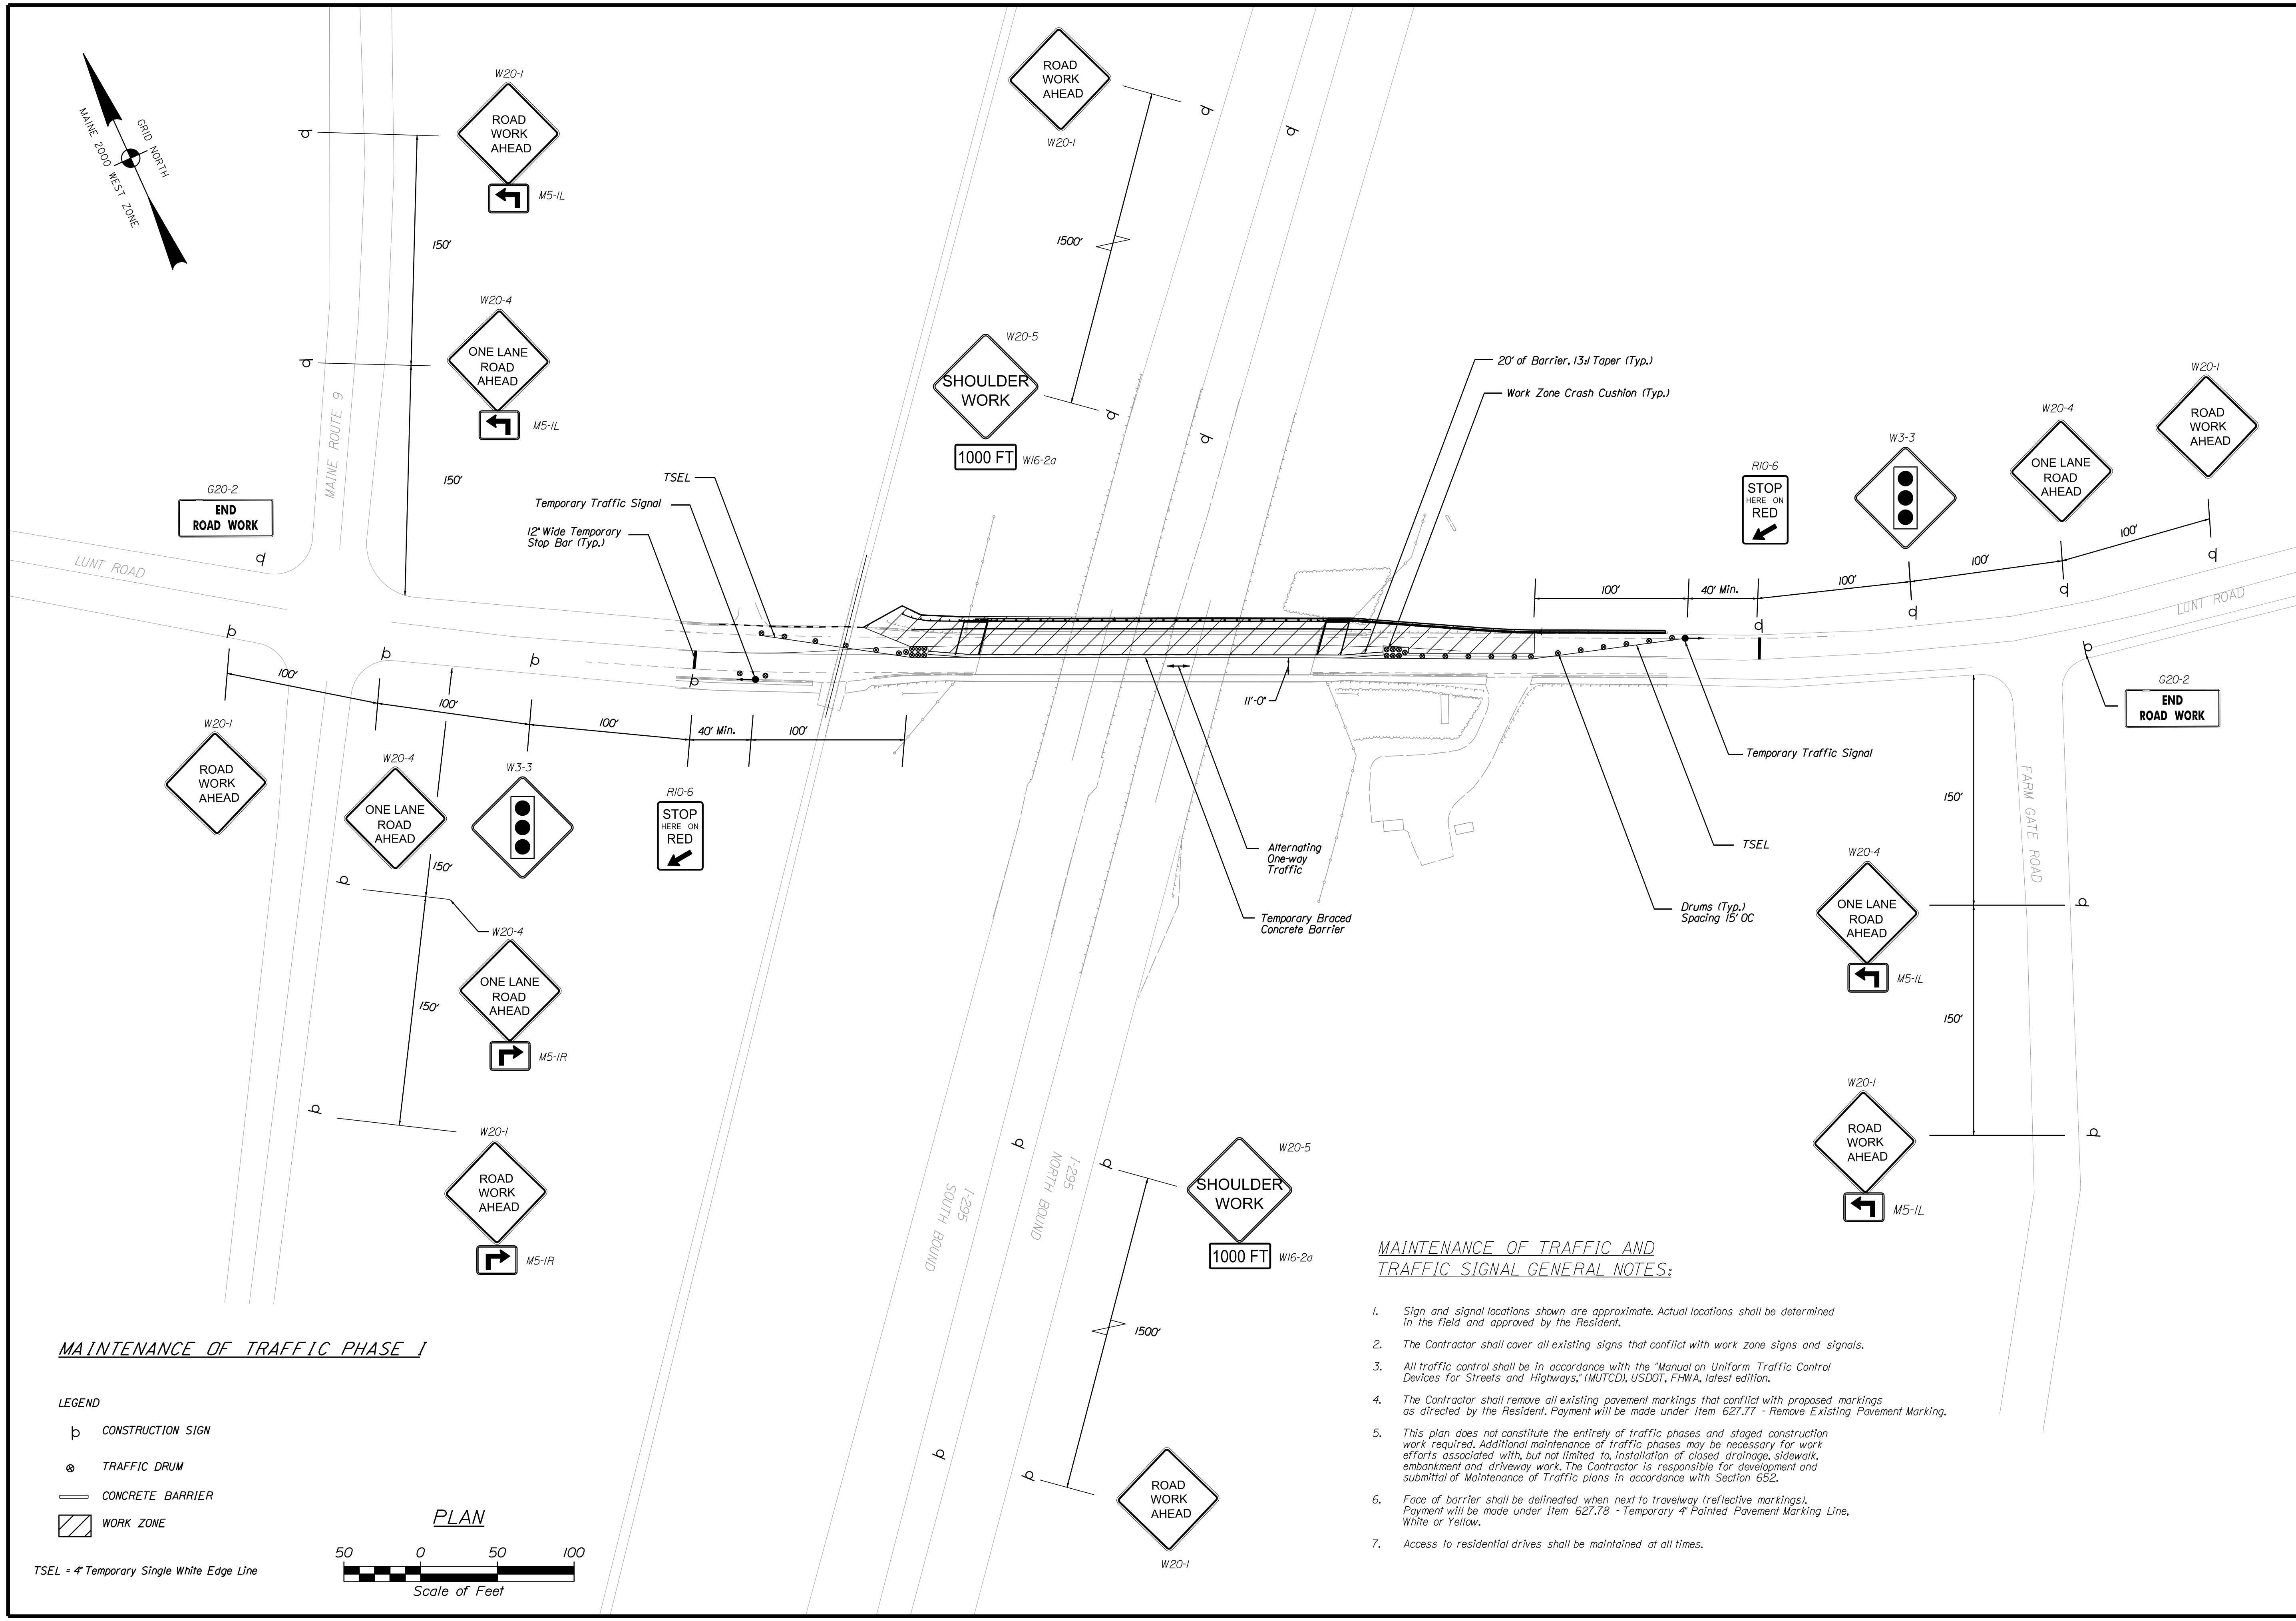 MAINE 2000 WEST ZONE
GRID NORTH
W20-1
ROAD
WORK
AHEAD
M5-1L
150'
W20-4
ONE LANE
ROAD
AHEAD
M5-1L
150'
MAINE ROUTE 9
G20-2
END
ROAD WORK
LUNT ROAD
ROAD
WORK
AHEAD
W20-1
1500'
W20-5
SHOULDER
WORK
1000 FT
W16-2a
TSEL
Temporary Traffic Signal
12" Wide Temporary
Stop Bar (Typ.)
20' of Barrier, 13:1 Taper (Typ.)
Work Zone Crash Cushion (Typ.)
R10-6
STOP
HERE ON
RED
W3-3
W20-4
ONE LANE
ROAD
AHEAD
W20-1
ROAD
WORK
AHEAD
100'
40' Min.
100'
100'
100'
LUNT ROAD
100'
100'
100'
40' Min.
100'
11'-0"
W20-1
ROAD
WORK
AHEAD
W20-4
ONE LANE
ROAD
AHEAD
W3-3
R10-6
STOP
HERE ON
RED
150'
W20-4
ONE LANE
ROAD
AHEAD
M5-1R
150'
W20-1
ROAD
WORK
AHEAD
M5-1R
Alternating
One-way
Traffic
Temporary Braced
Concrete Barrier
Temporary Traffic Signal
TSEL
Drums (Typ.)
Spacing 15' OC
G20-2
END
ROAD WORK
FARM GATE ROAD
150'
W20-4
ONE LANE
ROAD
AHEAD
M5-1L
150'
W20-1
ROAD
WORK
AHEAD
M5-1L
I-295
SOUTH BOUND
I-295
NORTH BOUND
W20-5
SHOULDER
WORK
1000 FT
W16-2a
1500'
ROAD
WORK
AHEAD
W20-1
MAINTENANCE OF TRAFFIC PHASE I
LEGEND
CONSTRUCTION SIGN
TRAFFIC DRUM
CONCRETE BARRIER
WORK ZONE
TSEL = 4" Temporary Single White Edge Line
PLAN
50 0 50 100
Scale of Feet
MAINTENANCE OF TRAFFIC AND
TRAFFIC SIGNAL GENERAL NOTES:
1. Sign and signal locations shown are approximate. Actual locations shall be determined
in the field and approved by the Resident.
2. The Contractor shall cover all existing signs that conflict with work zone signs and signals.
3. All traffic control shall be in accordance with the "Manual on Uniform Traffic Control
Devices for Streets and Highways," (MUTCD), USDOT, FHWA, latest edition.
4. The Contractor shall remove all existing pavement markings that conflict with proposed markings
as directed by the Resident. Payment will be made under Item 627.77 - Remove Existing Pavement Marking.
5. This plan does not constitute the entirety of traffic phases and staged construction
work required. Additional maintenance of traffic phases may be necessary for work
efforts associated with, but not limited to, installation of closed drainage, sidewalk,
embankment and driveway work. The Contractor is responsible for development and
submittal of Maintenance of Traffic plans in accordance with Section 652.
6. Face of barrier shall be delineated when next to travelway (reflective markings).
Payment will be made under Item 627.78 - Temporary 4" Painted Pavement Marking Line,
White or Yellow.
7. Access to residential drives shall be maintained at all times.